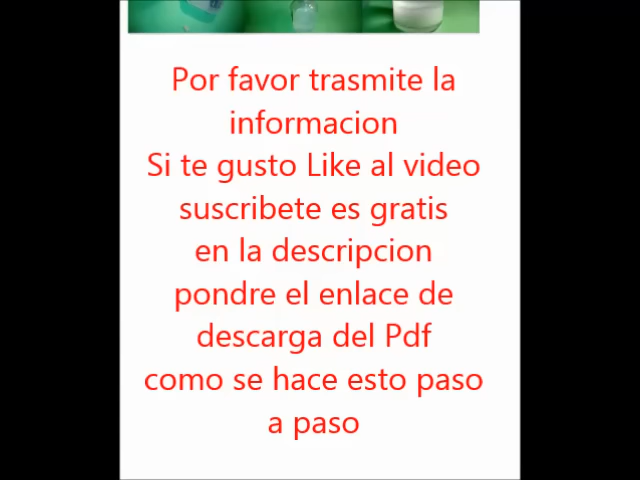 Por favor trasmite la
informacion
Si te gusto Like al video
suscribete es gratis
en la descripcion
pondre el enlace de
descarga del Pdf
como se hace esto paso
a paso